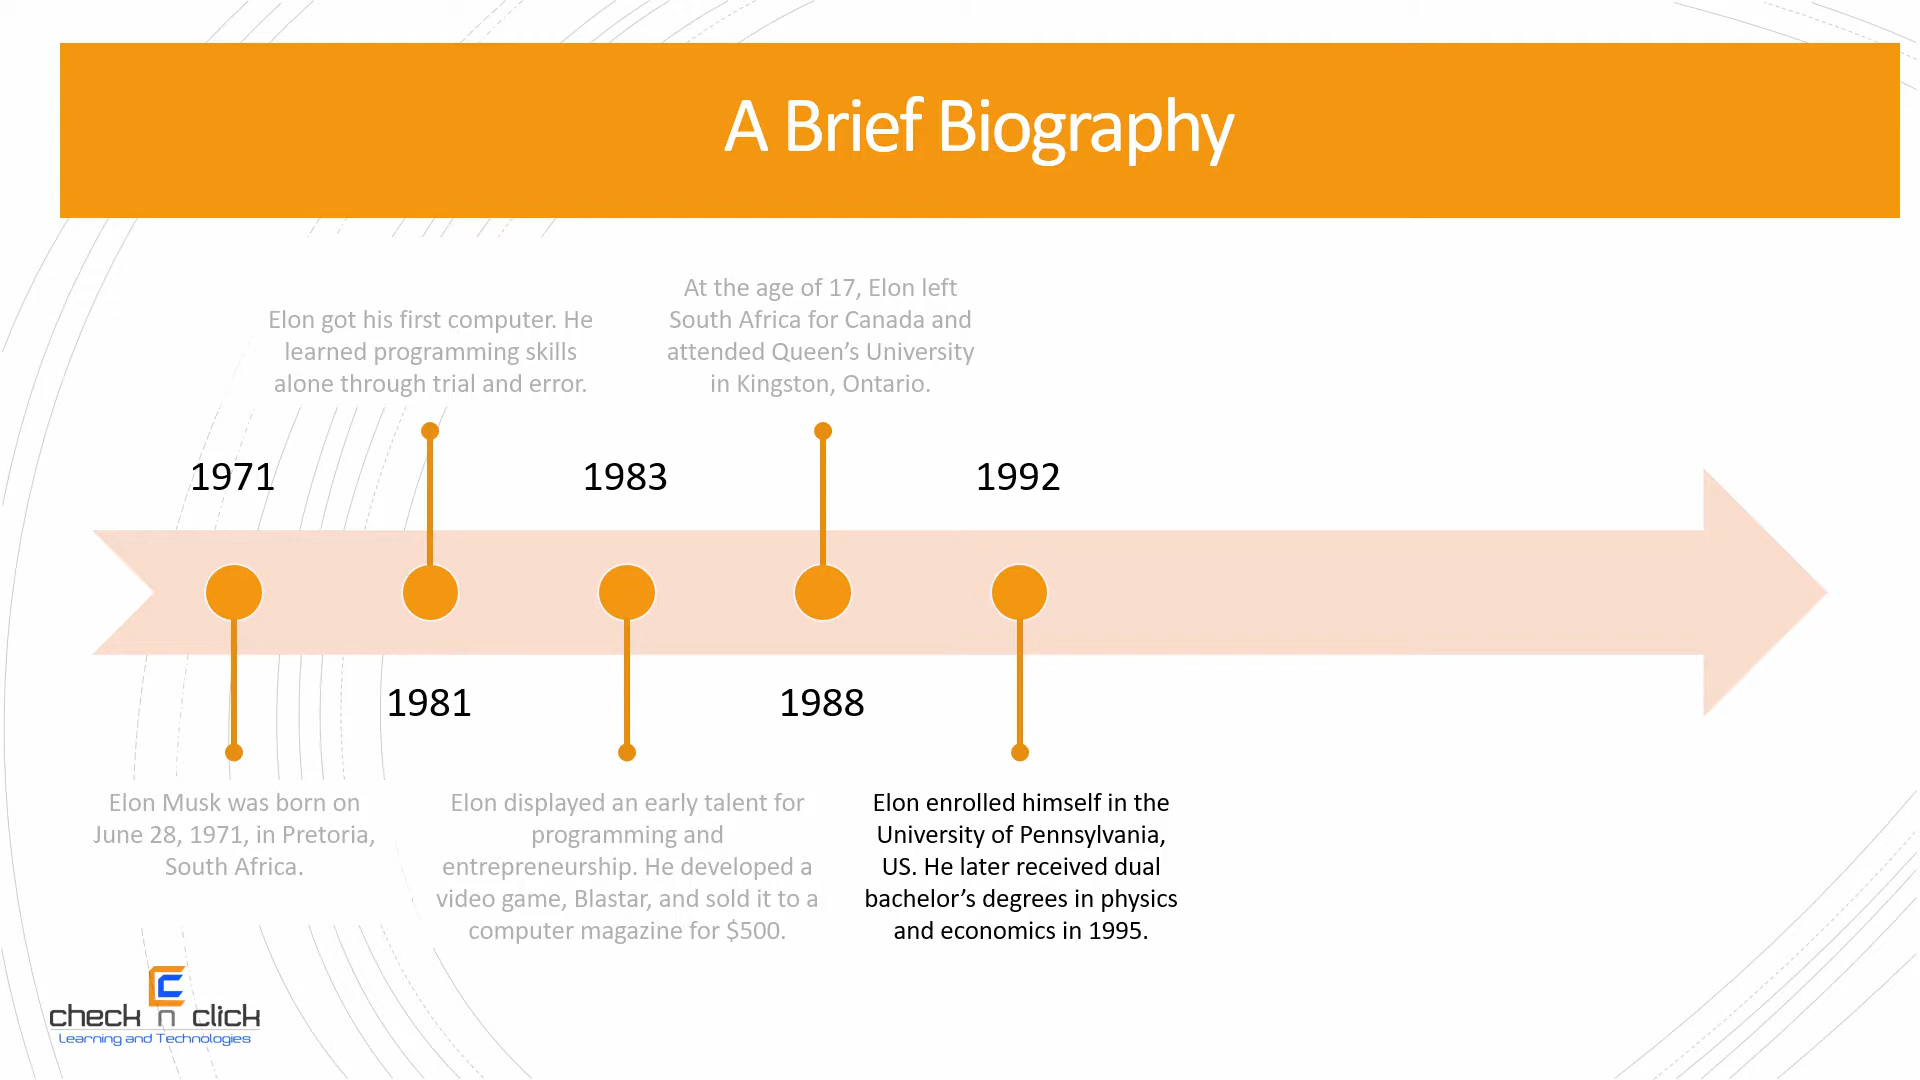 A Brief Biography
Elon got his first computer. He
learned programming skills
alone through trial and error.
At the age of 17, Elon left
South Africa for Canada and
attended Queen’s University
in Kingston, Ontario.
1971
1983
1992
1981
1988
Elon Musk was born on
June 28, 1971, in Pretoria,
South Africa.
Elon displayed an early talent for
programming and
entrepreneurship. He developed a
video game, Blastar, and sold it to a
computer magazine for $500.
Elon enrolled himself in the
University of Pennsylvania,
US. He later received dual
bachelor’s degrees in physics
and economics in 1995.
check n click
Learning and Technologies